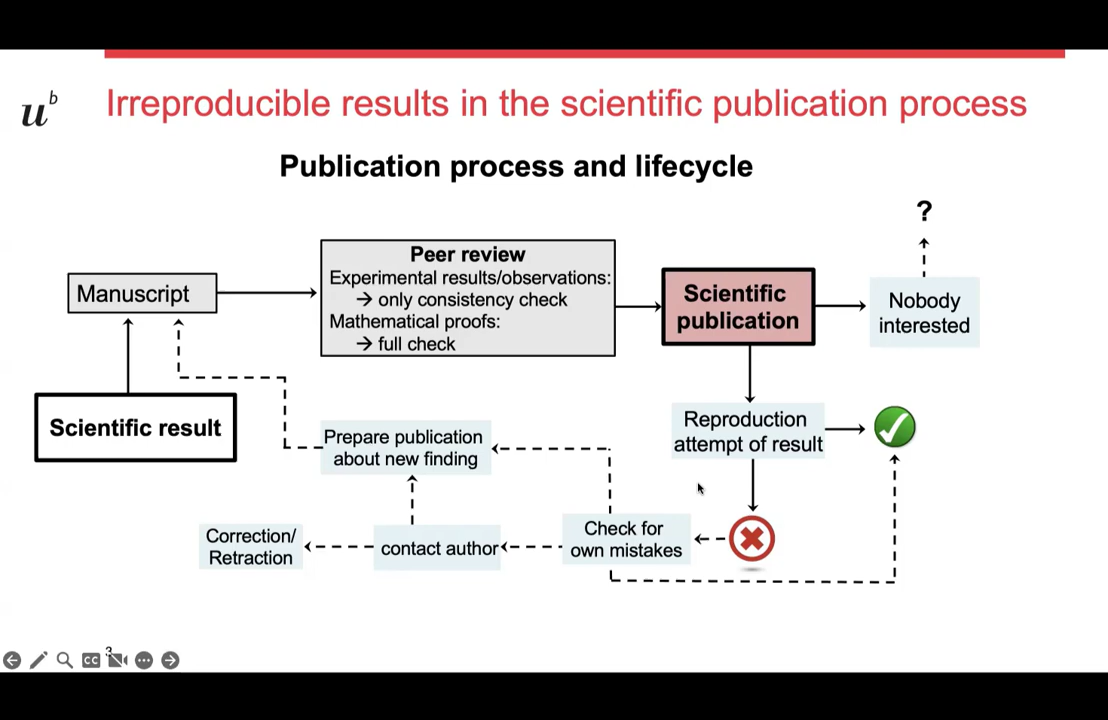 u^b
Irreproducible results in the scientific publication process
Publication process and lifecycle
?
Manuscript
Peer review
Experimental results/observations:
→ only consistency check
Mathematical proofs:
→ full check
Scientific
publication
Nobody
interested
Scientific result
Prepare publication
about new finding
Reproduction
attempt of result
Correction/
Retraction
contact author
Check for
own mistakes
3
CC